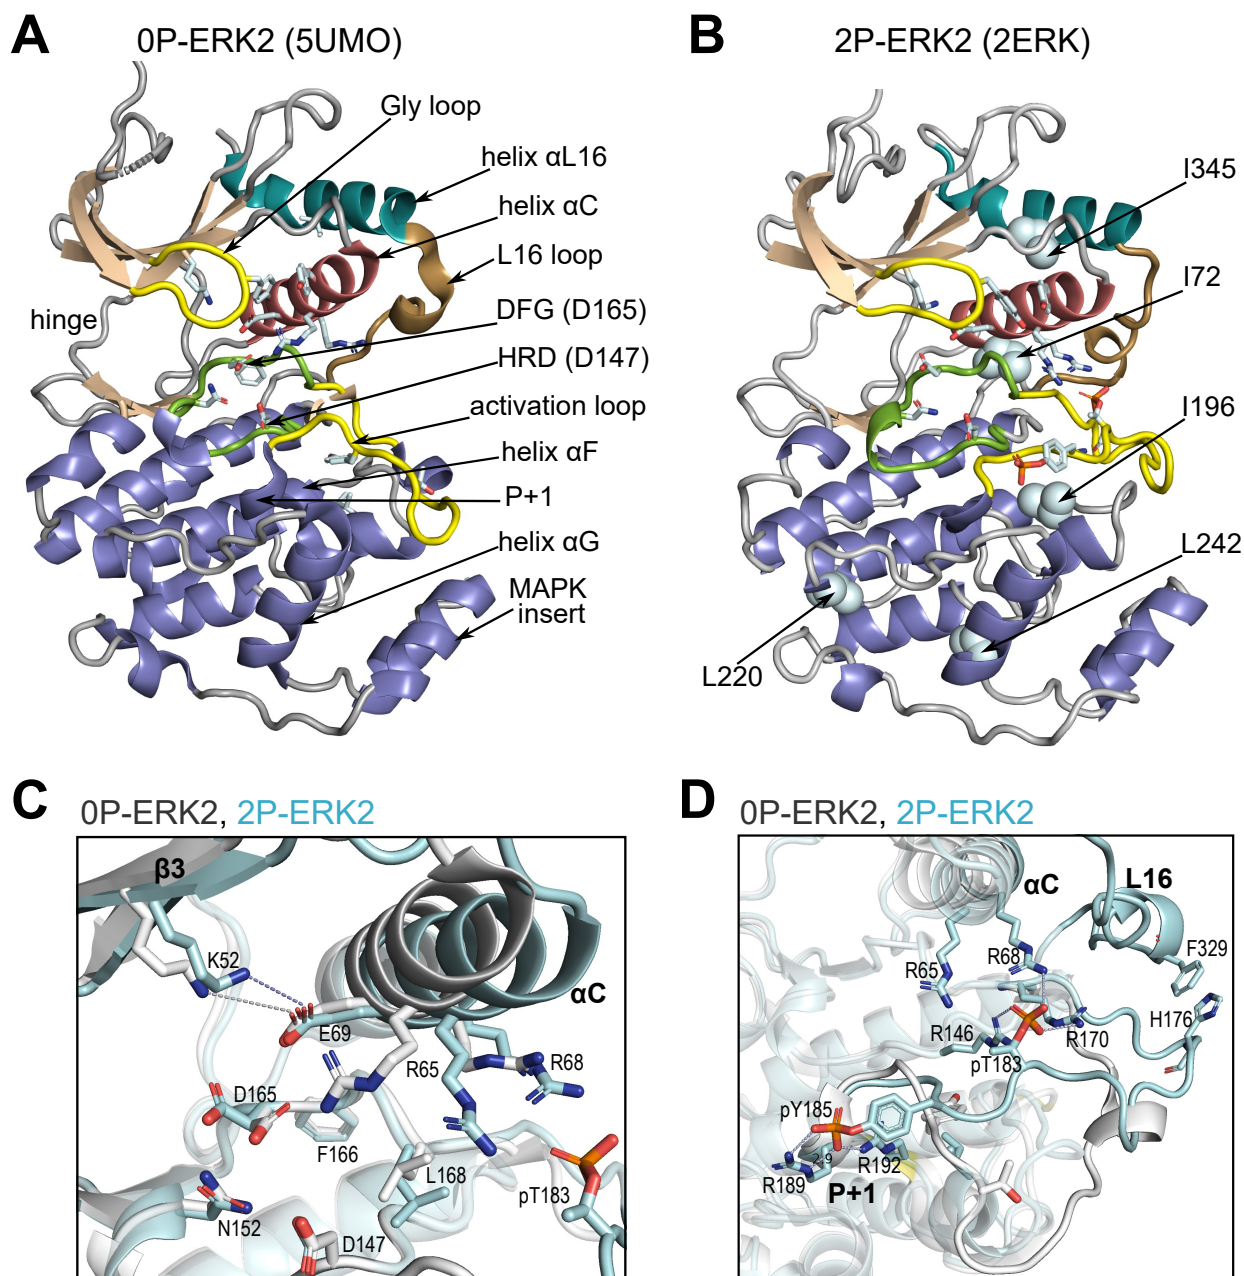 A
0P-ERK2 (5UMO)
Gly loop
helix αL16
helix αC
L16 loop
DFG (D165)
hinge
HRD (D147)
activation loop
helix αF
P+1
helix αG
MAPK
insert
B
2P-ERK2 (2ERK)
I345
I72
I196
L242
L220
C
0P-ERK2, 2P-ERK2
β3
K52
αC
E69
R65
R68
D165
F166
L168
pT183
N152
D147
D
0P-ERK2, 2P-ERK2
αC
L16
F329
R68
R65
H176
R146
R170
pT183
pY185
2.9
R192
R189
P+1